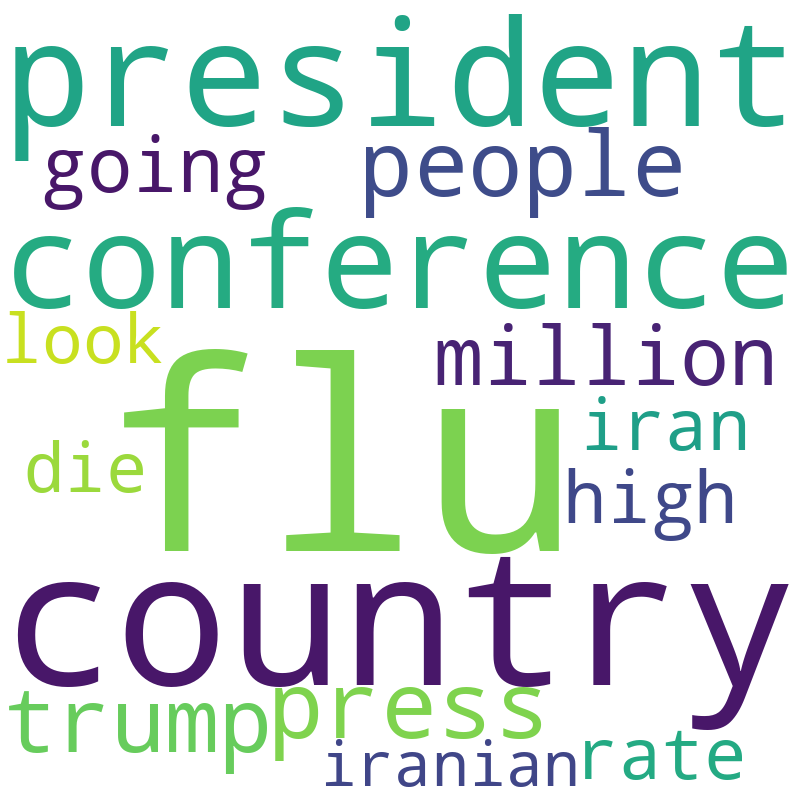 president
going people
conference
look million
flu
iran
die high
country
trump press
iranian rate